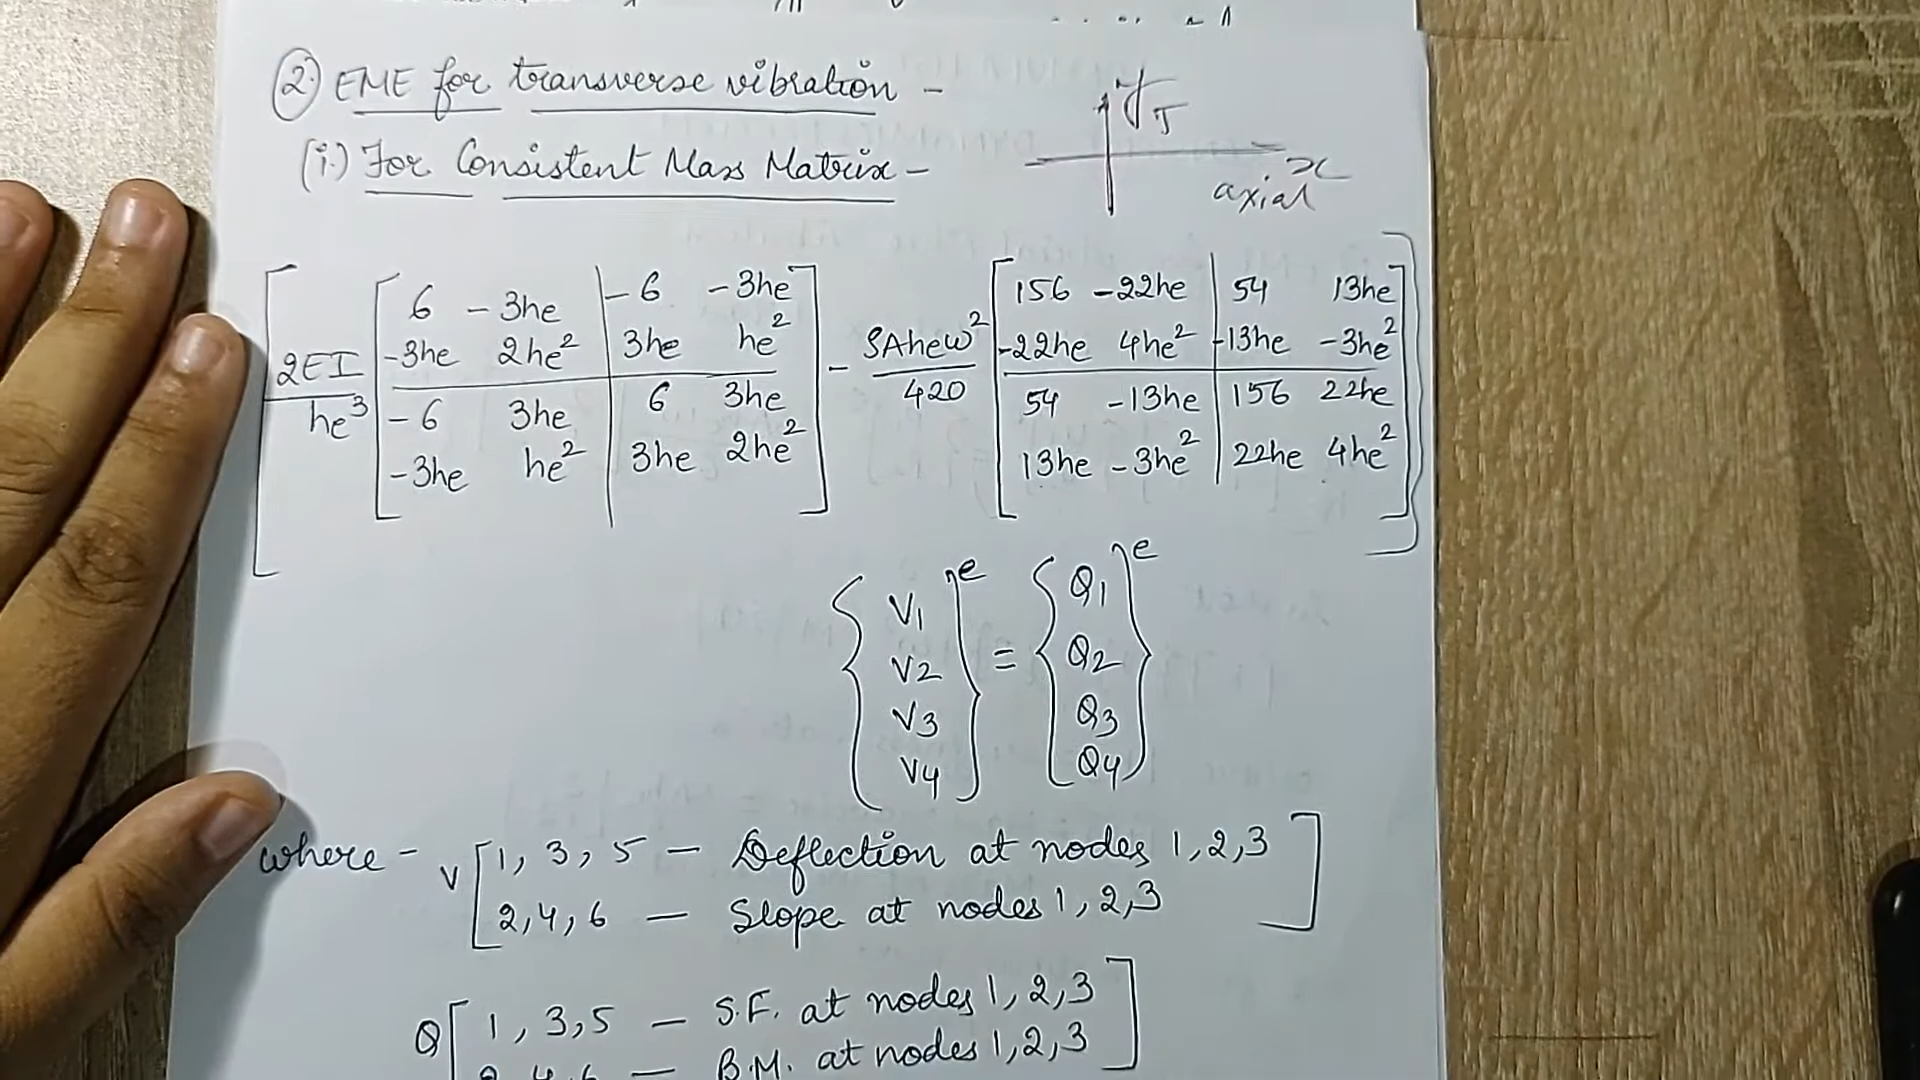 ② EME for transverse vibration -
(i.) For Consistent Mass Matrix -
x
axial
[ 2EI/he³ [ 6 -3he | -6 -3he ] - ρAheω²/420 [ 156 -22he | 54 13he ] ]
-3he 2he² | 3he he² -22he 4he² | -13he -3he²
-6 3he | 6 3he 54 -13he | 156 22he
-3he he² | 3he 2he² 13he -3he² | 22he 4he²
{ V1 }ᵉ = { Q1 }ᵉ
V2 Q2
V3 Q3
V4 Q4
where - V [ 1, 3, 5 — Deflection at nodes 1,2,3 ]
2, 4, 6 — Slope at nodes 1, 2,3
Q [ 1, 3,5 — S.F. at nodes 1, 2, 3 ]
2, 4, 6 — B.M. at nodes 1, 2, 3